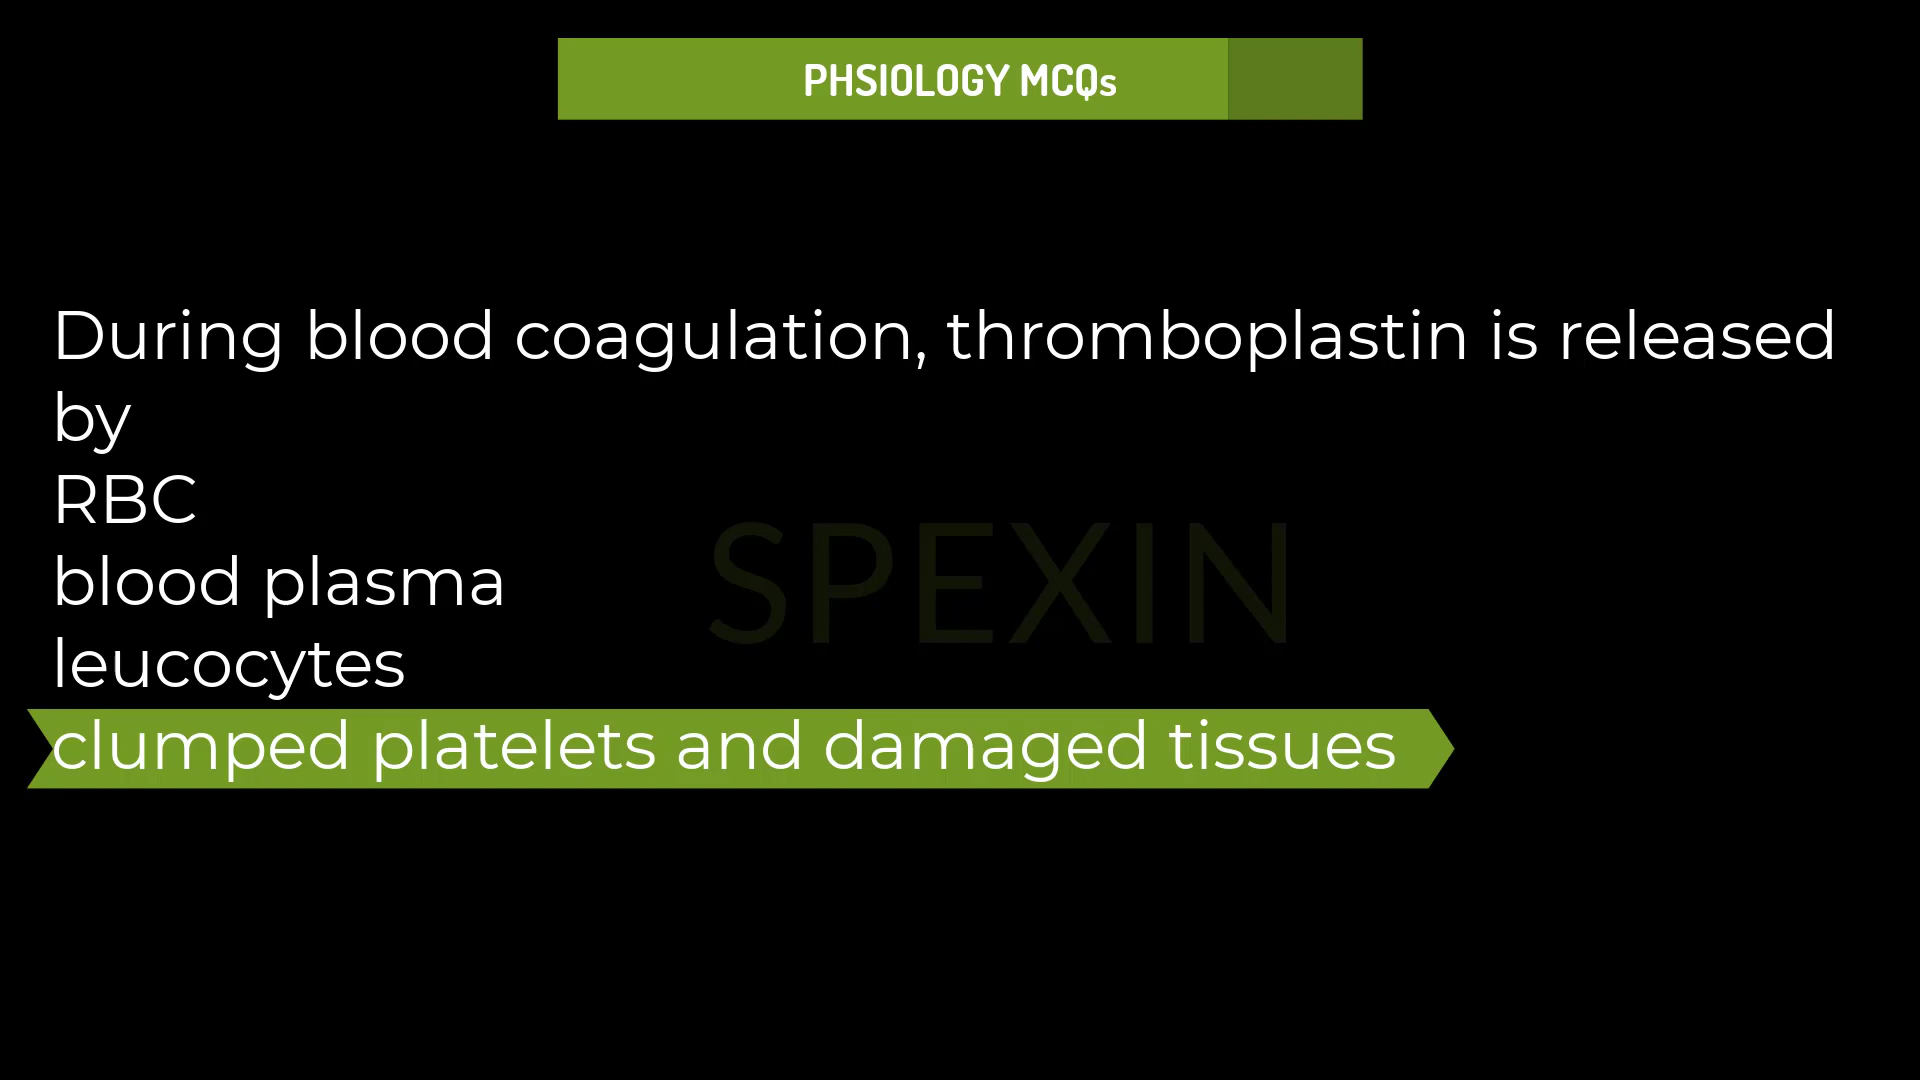 PHSIOLOGY MCQs
During blood coagulation, thromboplastin is released
by
RBC
blood plasma
SPEXIN
leucocytes
clumped platelets and damaged tissues